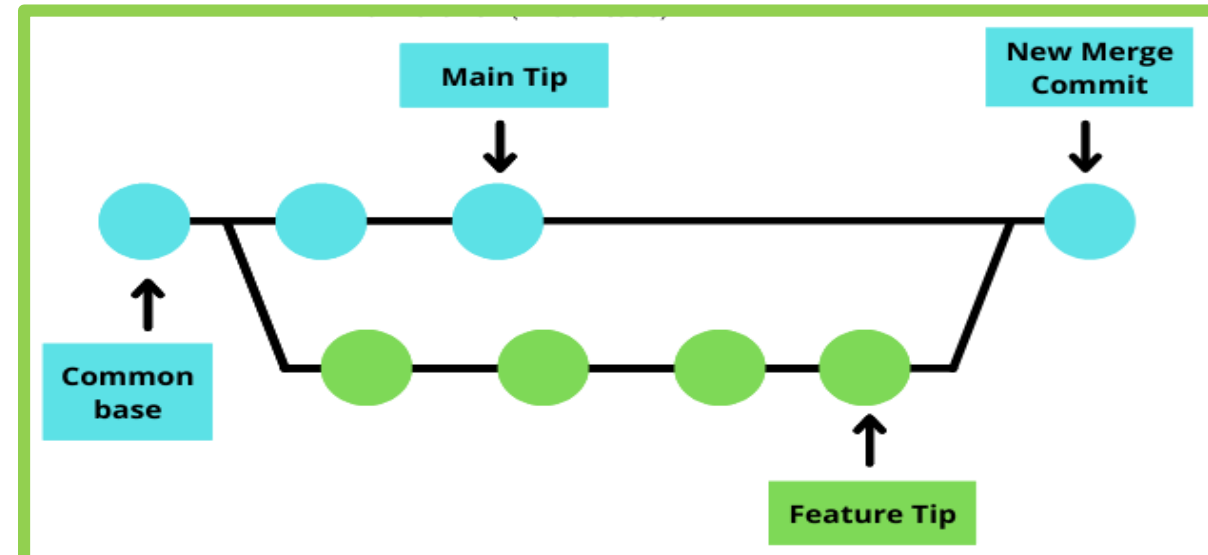 Main Tip
New Merge
Commit
Common
base
Feature Tip